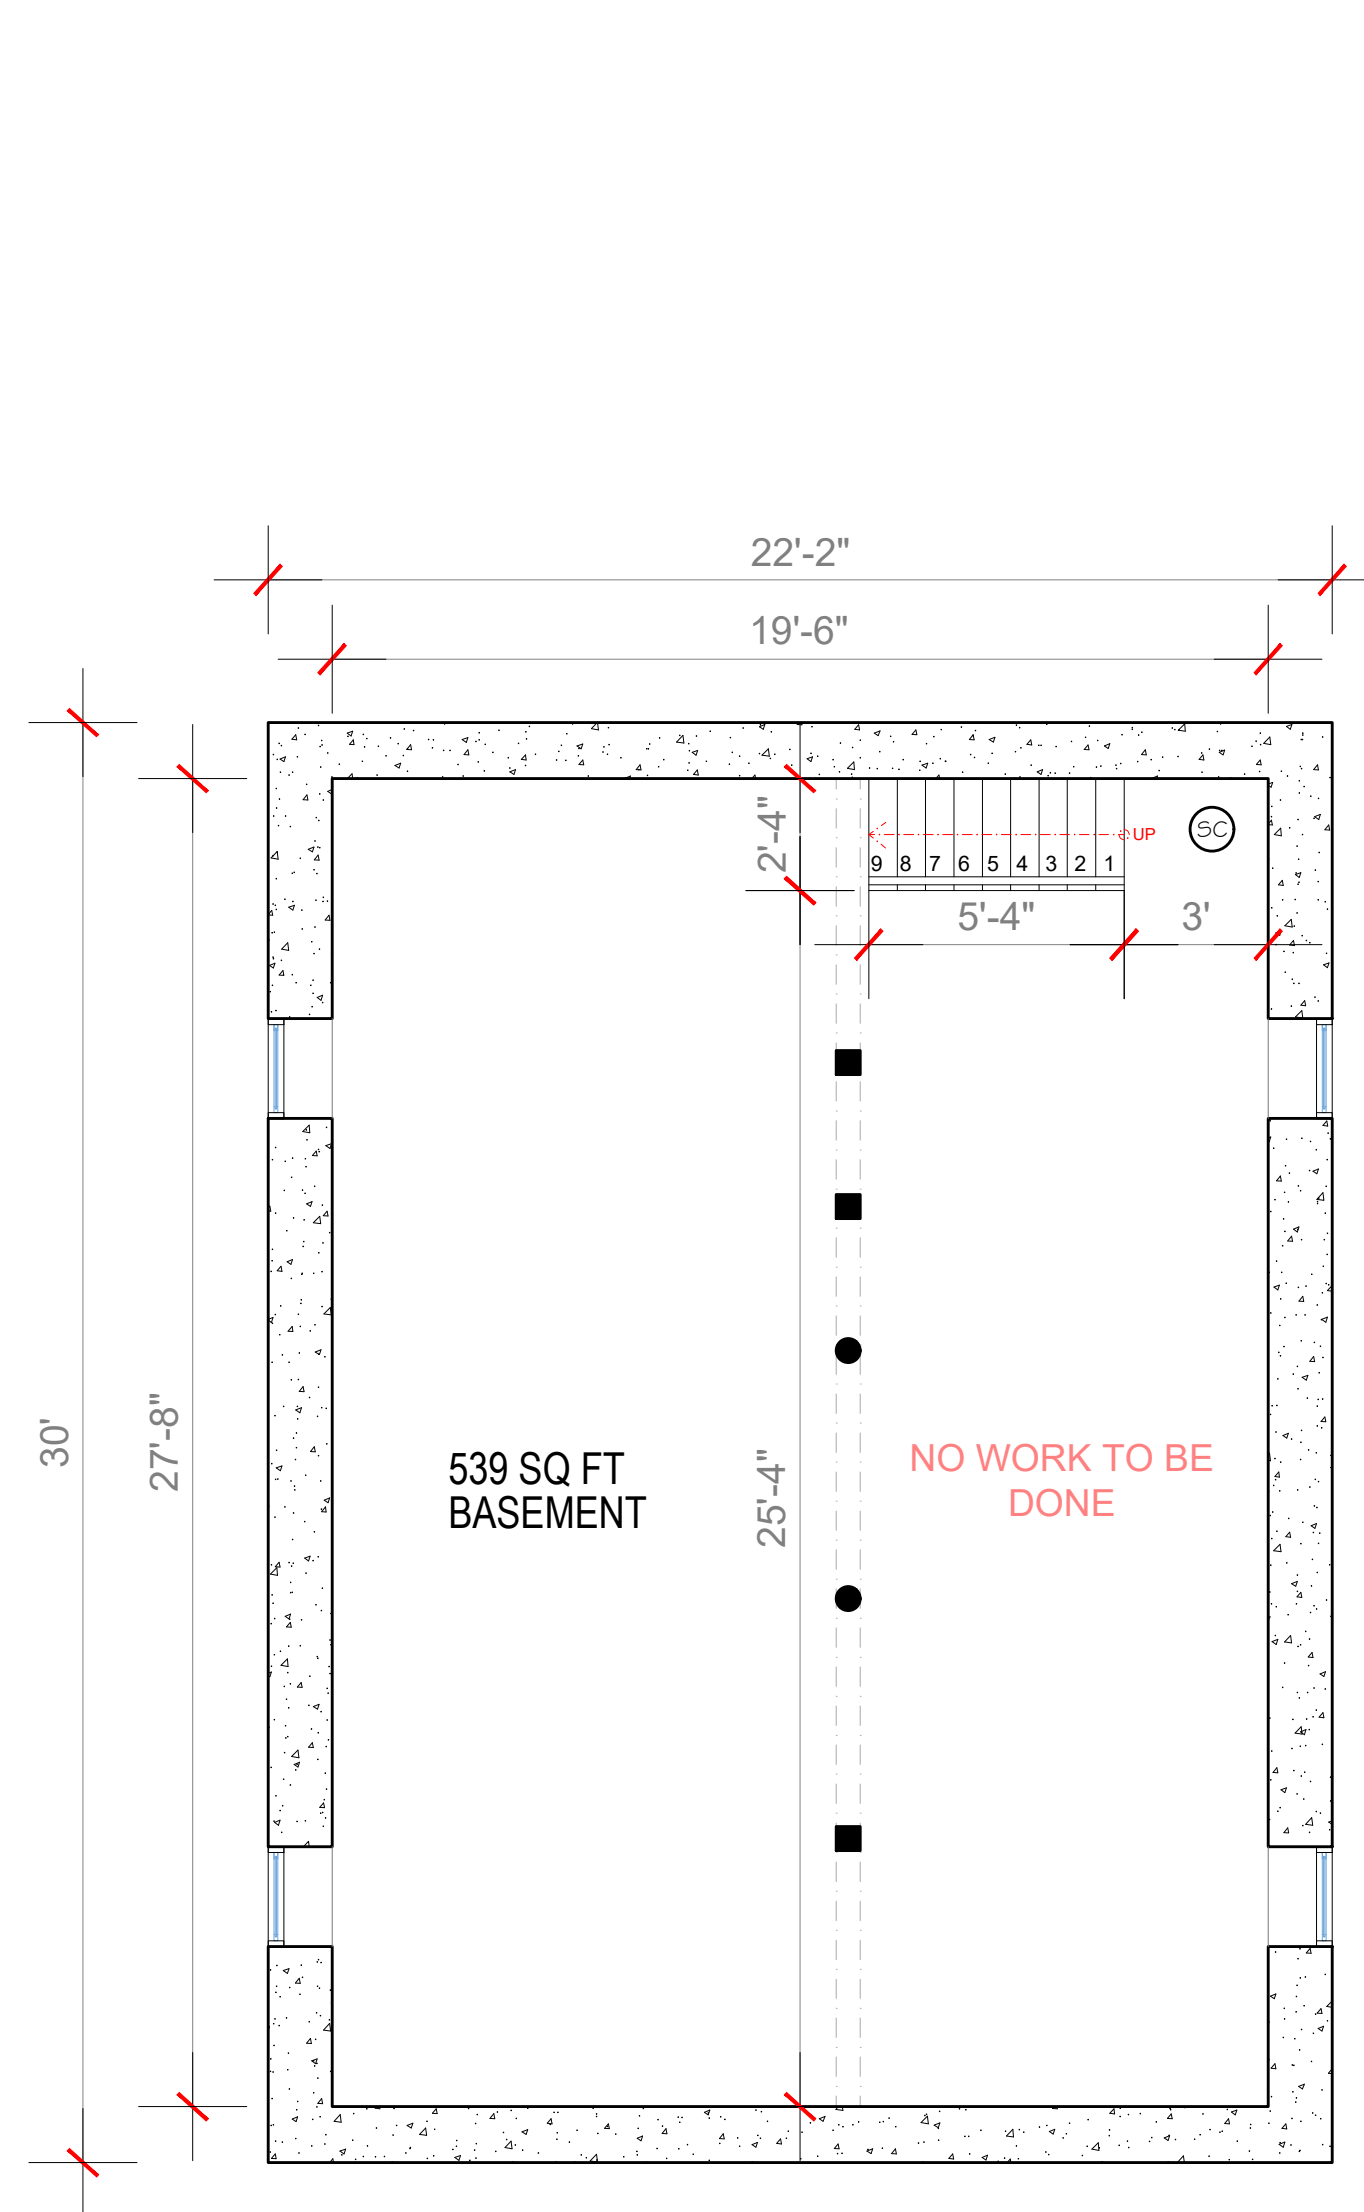 22'-2"
19'-6"
2'-4"
UP
SC
9 8 7 6 5 4 3 2 1
5'-4"
3'
30'
27'-8"
539 SQ FT
BASEMENT
25'-4"
NO WORK TO BE
DONE